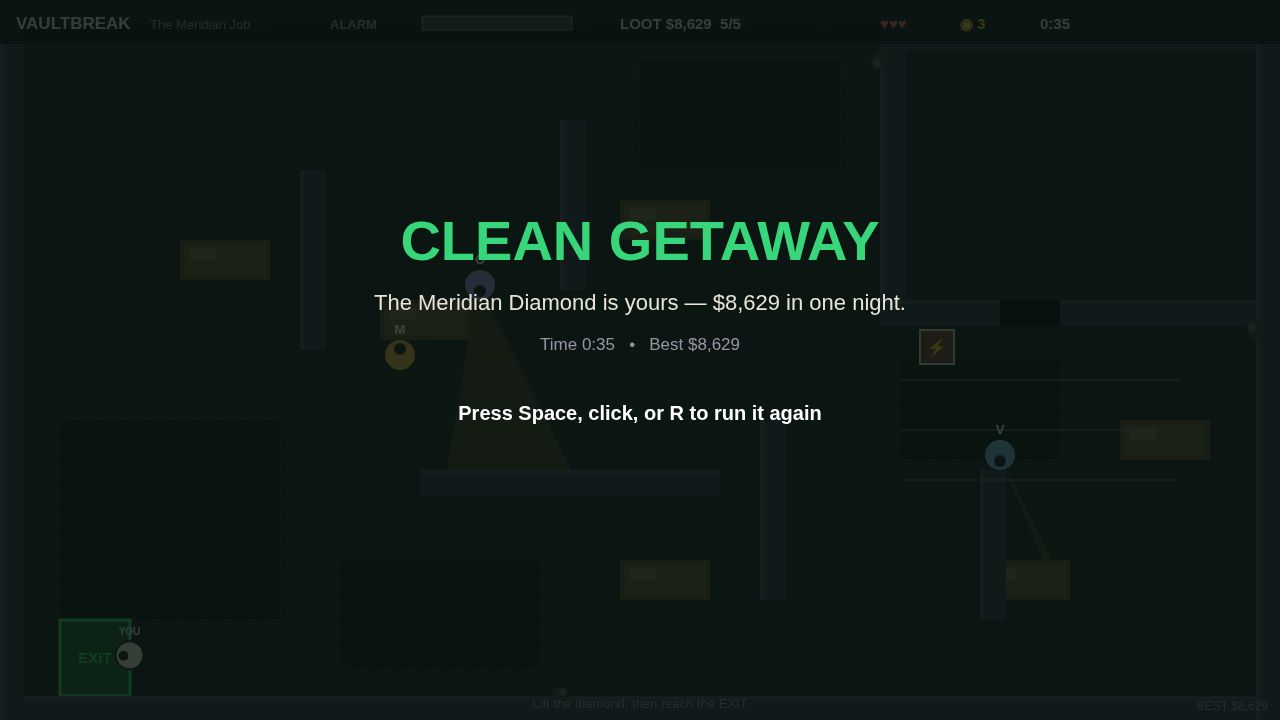 VAULTBREAK The Meridian Job ALARM LOOT $8,629 5/5 ♥♥♥ ◉ 3 0:35
CLEAN GETAWAY
The Meridian Diamond is yours — $8,629 in one night.
M
Time 0:35 • Best $8,629
Press Space, click, or R to run it again
V
YOU
EXIT
Lift the diamond, then reach the EXIT
BEST $8,629